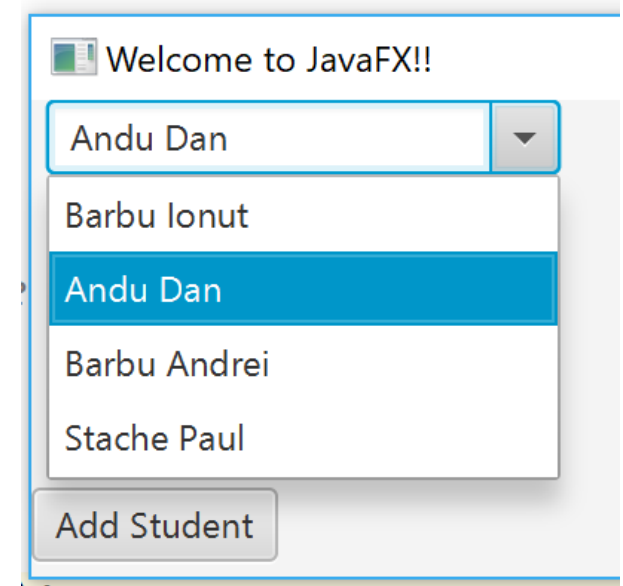 Welcome to JavaFX!!
Andu Dan
Barbu Ionut
Andu Dan
Barbu Andrei
Stache Paul
Add Student